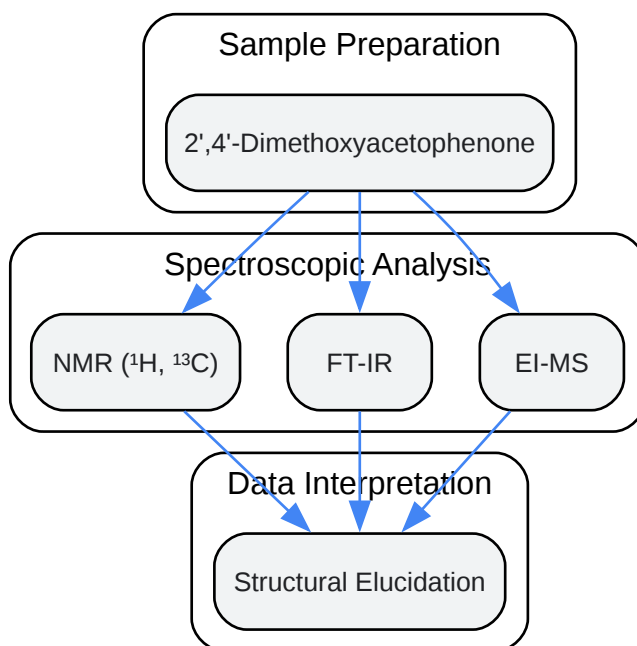 Sample Preparation
2',4'-Dimethoxyacetophenone
Spectroscopic Analysis
NMR (¹H, ¹³C)
FT-IR
EI-MS
Data Interpretation
Structural Elucidation